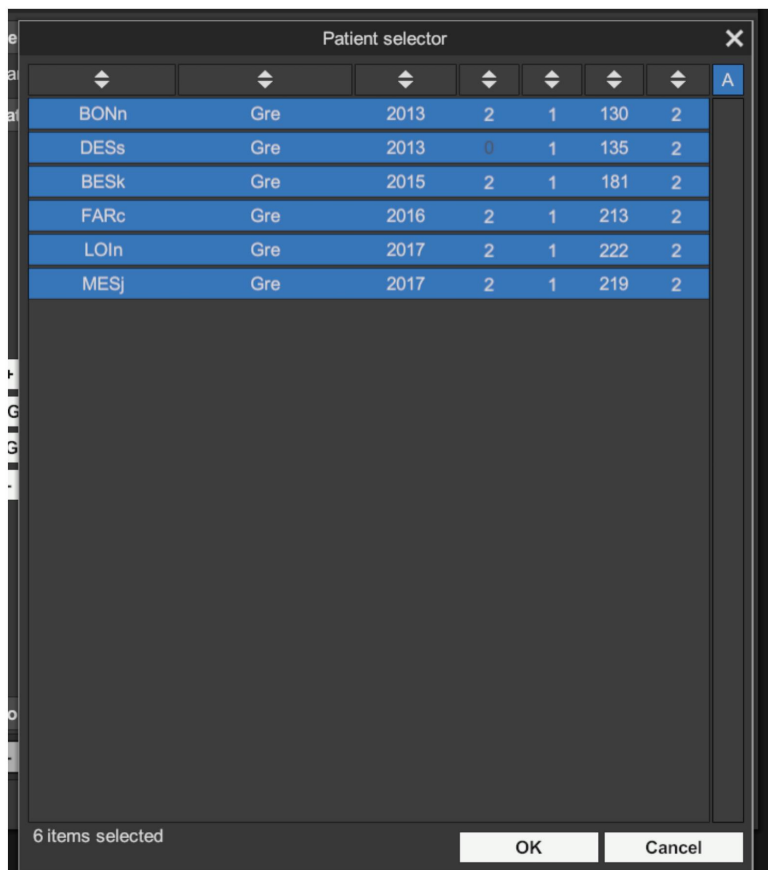 Patient selector
A
BONn Gre 2013 2 1 130 2
DESs Gre 2013 0 1 135 2
BESk Gre 2015 2 1 181 2
FARc Gre 2016 2 1 213 2
LOIn Gre 2017 2 1 222 2
MESj Gre 2017 2 1 219 2
+
G
G
-
-
6 items selected
OK Cancel